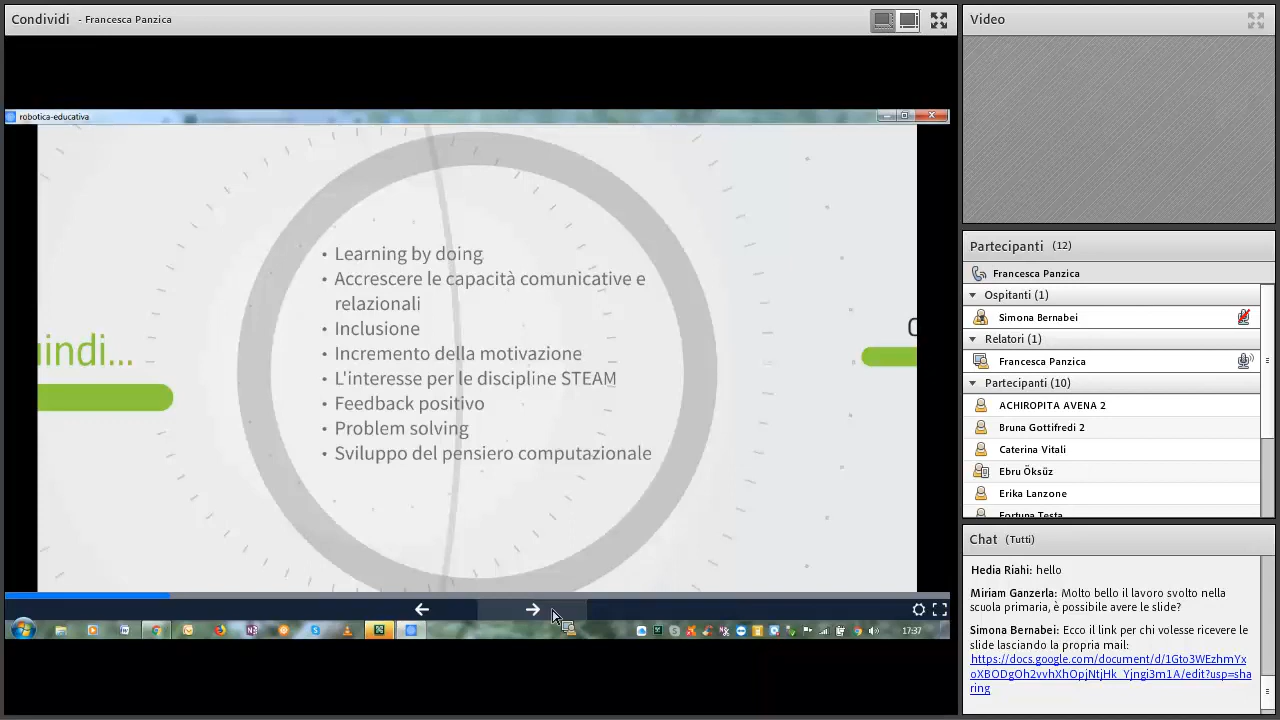 Condividi - Francesca Panzica
robotica-educativa
uindi...
• Learning by doing
• Accrescere le capacità comunicative e
relazionali
• Inclusione
• Incremento della motivazione
• L'interesse per le discipline STEAM
• Feedback positivo
• Problem solving
• Sviluppo del pensiero computazionale
17:37
Video
Partecipanti (12)
Francesca Panzica
Ospitanti (1)
Simona Bernabei
Relatori (1)
Francesca Panzica
Partecipanti (10)
ACHIROPITA AVENA 2
Bruna Gottifredi 2
Caterina Vitali
Ebru Öksüz
Erika Lanzone
Fortuna Testa
Chat (Tutti)
Hedia Riahi: hello
Miriam Ganzerla: Molto bello il lavoro svolto nella
scuola primaria, è possibile avere le slide?
Simona Bernabei: Ecco il link per chi volesse ricevere le
slide lasciando la propria mail:
https://docs.google.com/document/d/1Gto3WEzhmYx
oXBODgOh2vvhXhOpjNtjHk_Yjngi3m1A/edit?usp=sha
ring